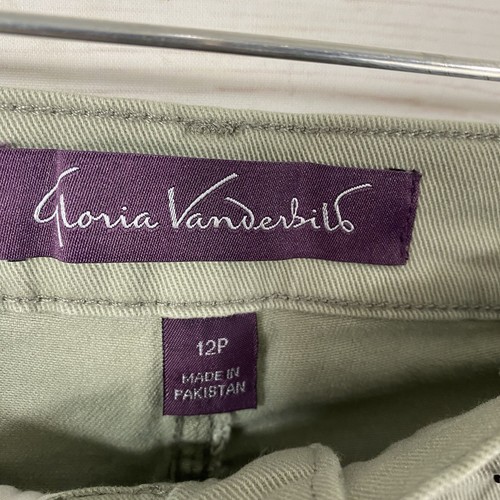 Gloria Vanderbilt
12P
MADE IN
PAKISTAN